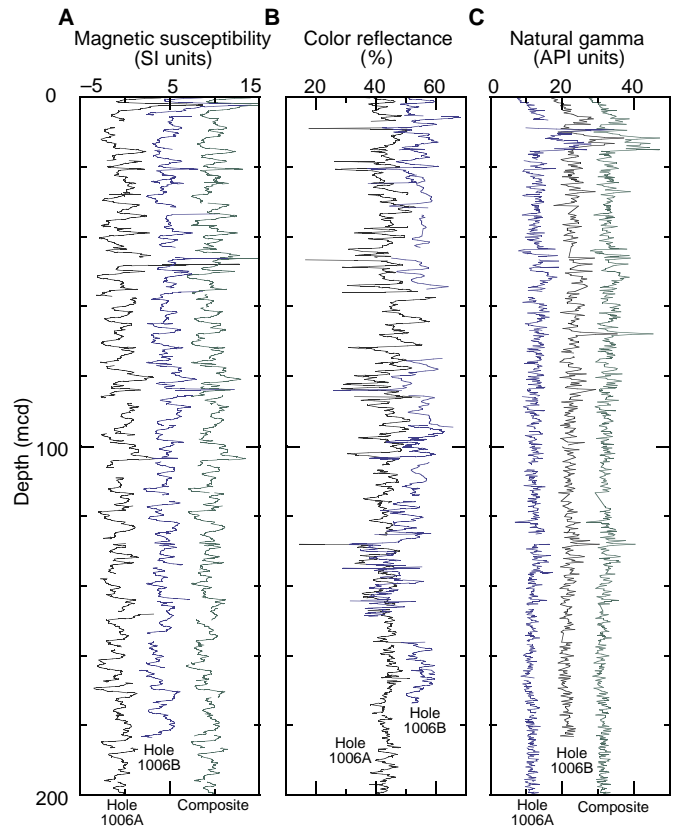 A
Magnetic susceptibility
(SI units)
B
Color reflectance
(%)
C
Natural gamma
(API units)
−5
5
15
20
40
60
0
20
40
0
100
200
Depth (mcd)
Hole
1006A
Hole
1006B
Composite
Hole
1006A
Hole
1006B
Hole
1006A
Hole
1006B
Composite